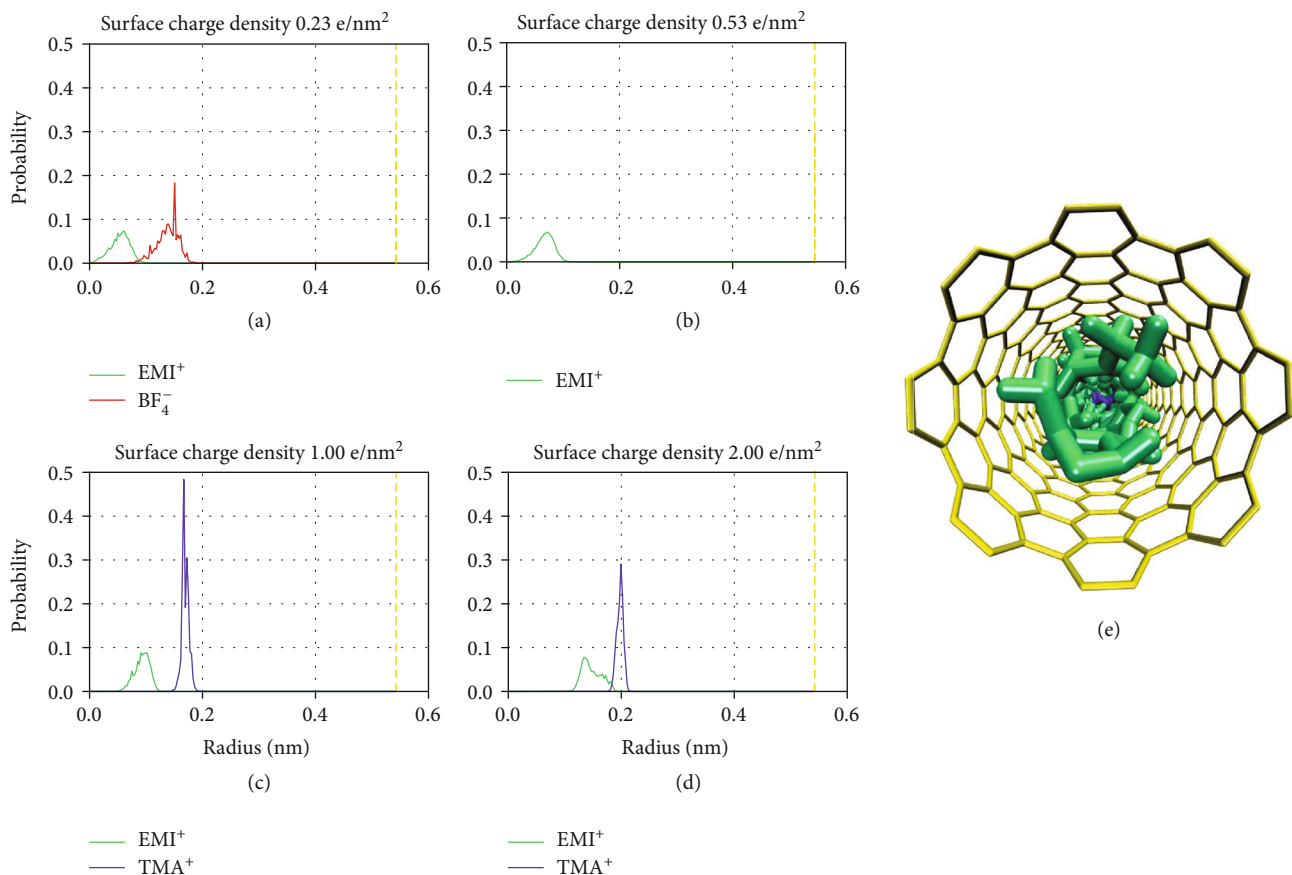 Surface charge density 0.23 e/nm²
0.5
0.4
0.3
0.2
0.1
0.0
Probability
0.0 0.2 0.4 0.6
(a)
EMI⁺
BF₄⁻
Surface charge density 0.53 e/nm²
0.5
0.4
0.3
0.2
0.1
0.0
0.0 0.2 0.4 0.6
(b)
EMI⁺
Surface charge density 1.00 e/nm²
0.5
0.4
0.3
0.2
0.1
0.0
Probability
0.0 0.2 0.4 0.6
Radius (nm)
(c)
EMI⁺
TMA⁺
Surface charge density 2.00 e/nm²
0.5
0.4
0.3
0.2
0.1
0.0
0.0 0.2 0.4 0.6
Radius (nm)
(d)
EMI⁺
TMA⁺
(e)